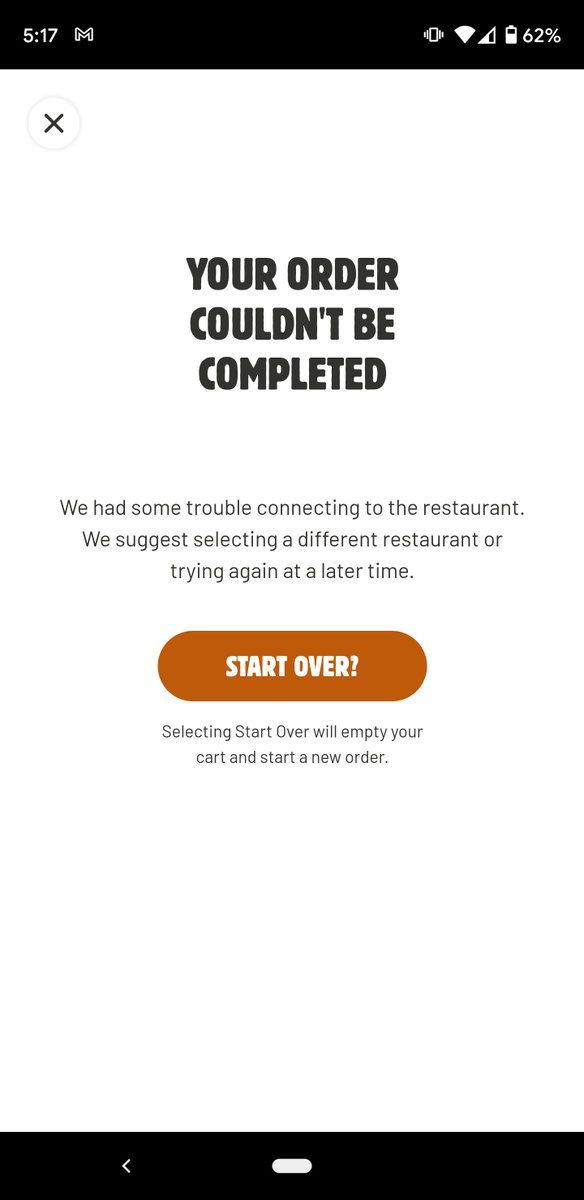 5:17
62%
YOUR ORDER
COULDN'T BE
COMPLETED
We had some trouble connecting to the restaurant.
We suggest selecting a different restaurant or
trying again at a later time.
START OVER?
Selecting Start Over will empty your
cart and start a new order.